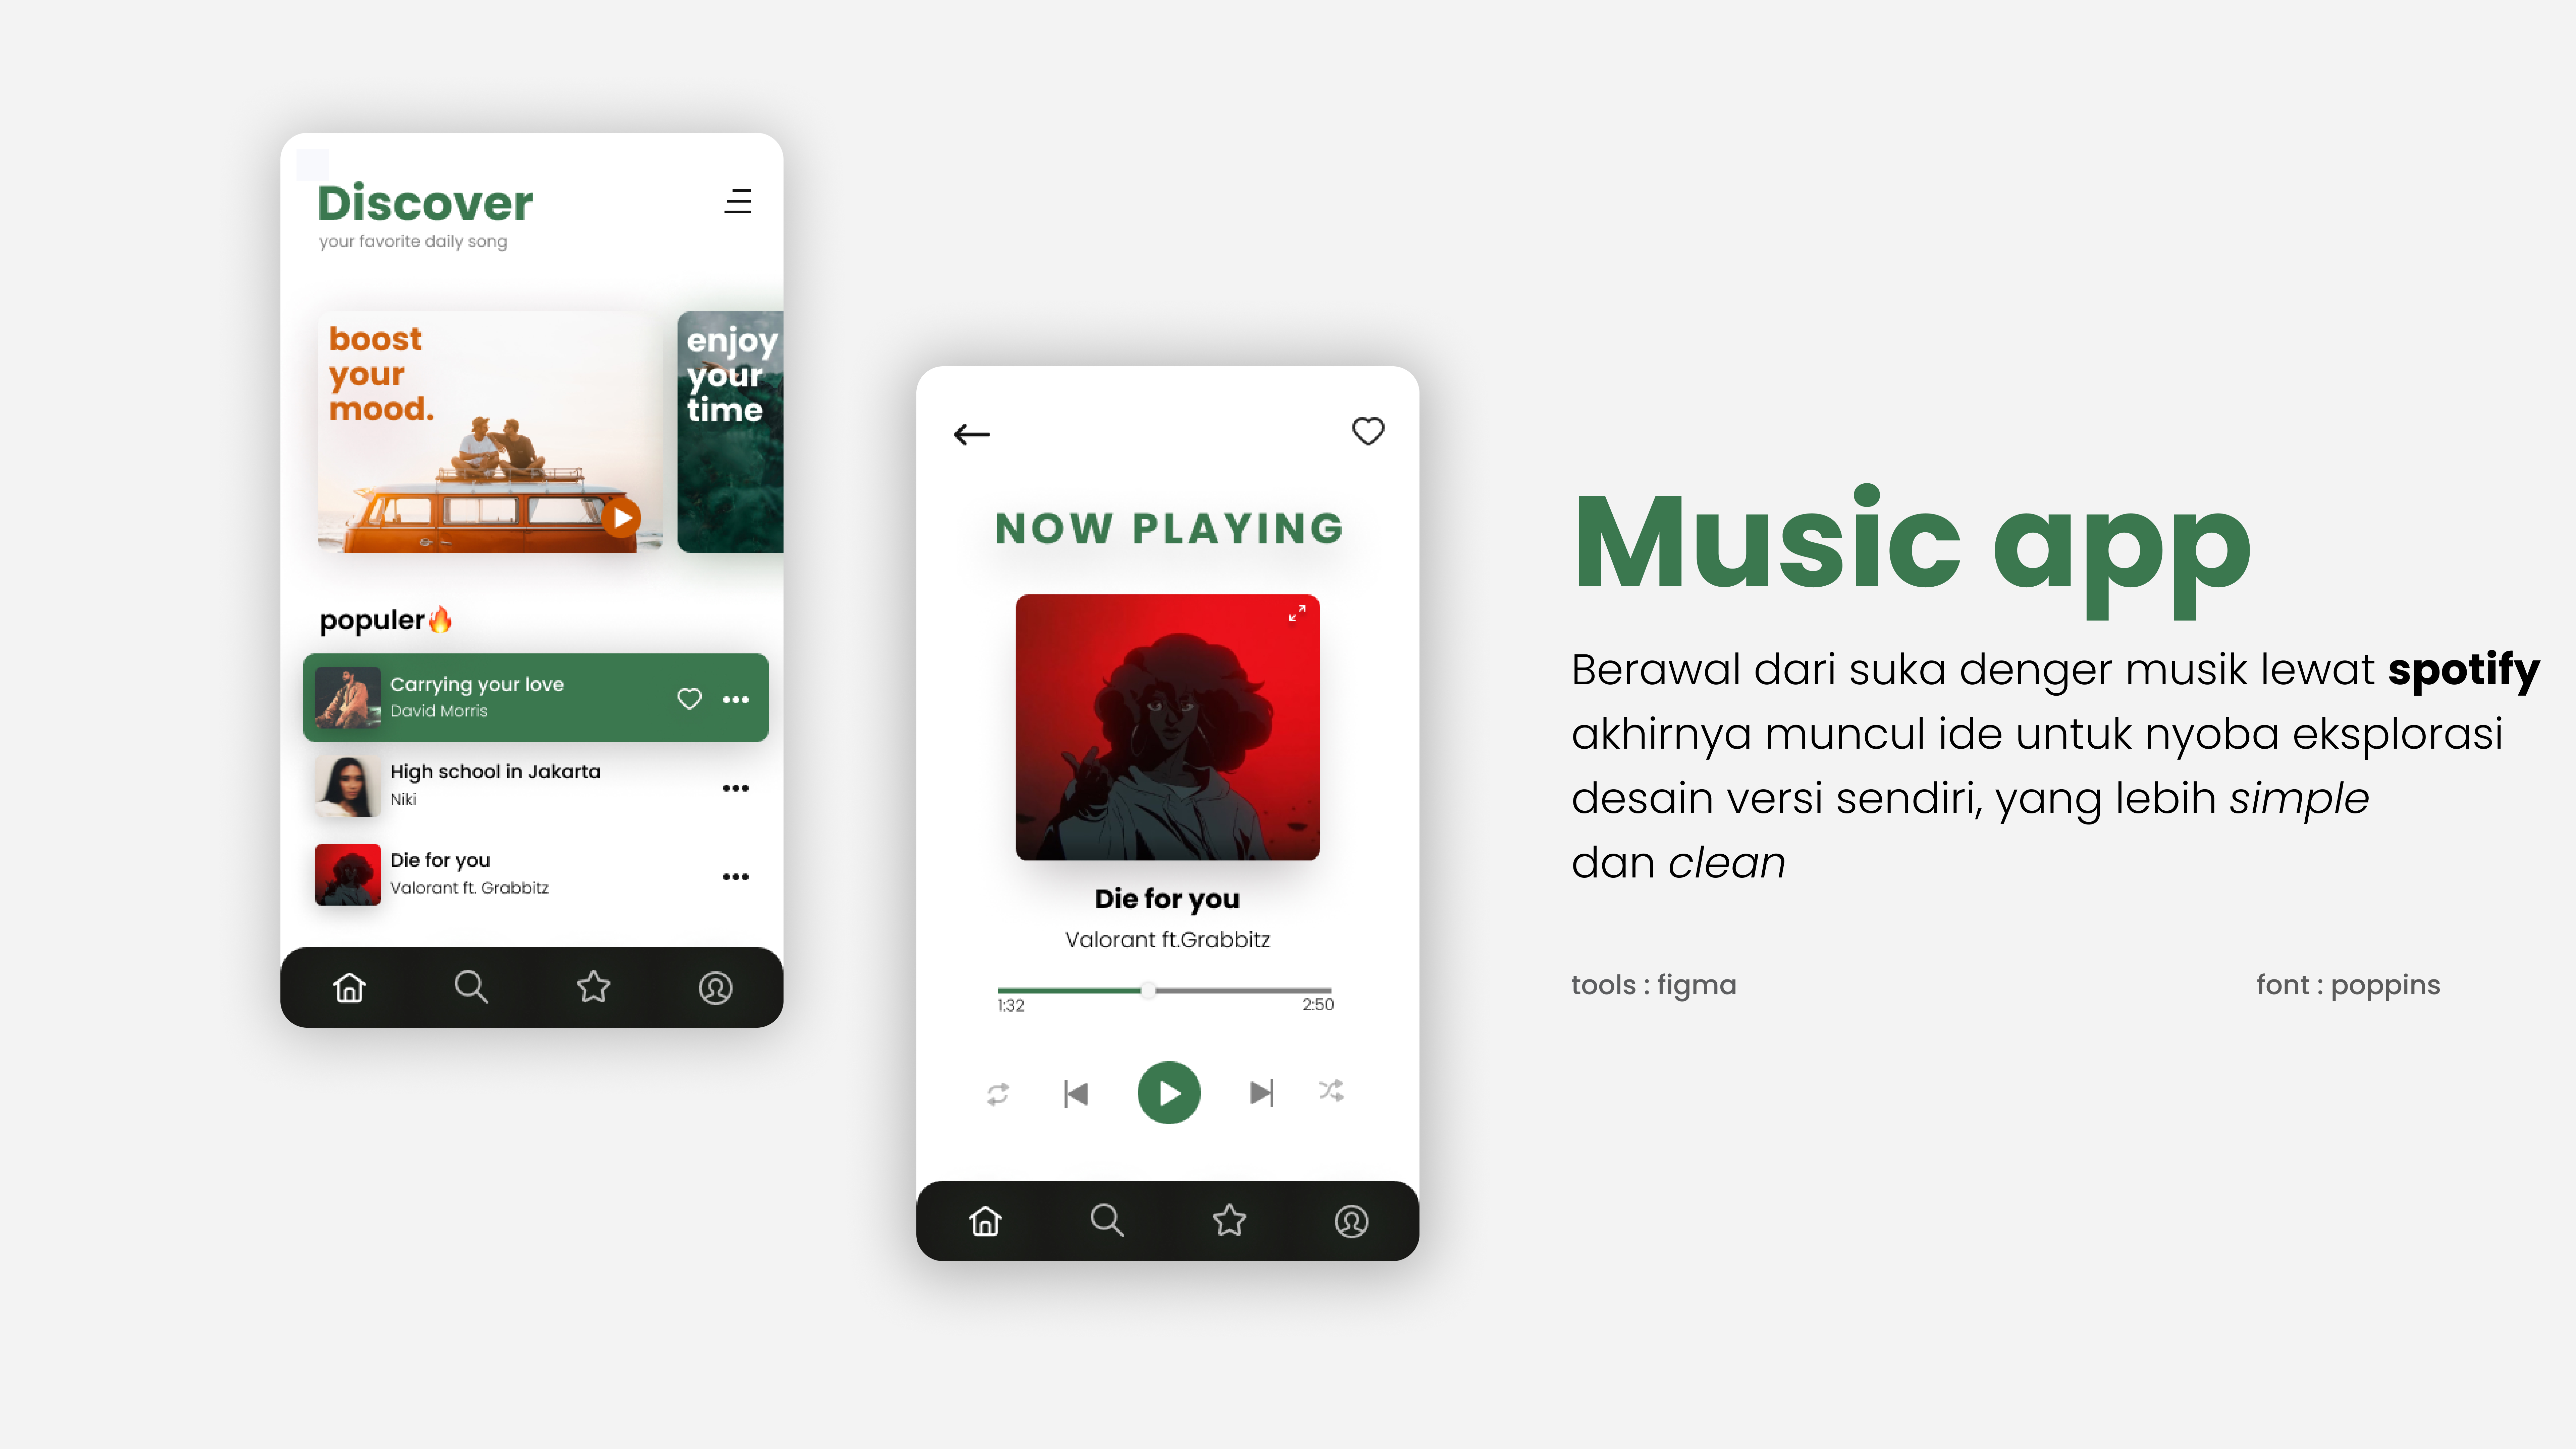 Discover
your favorite daily song
boost
your
mood.
enjoy
your
time
populer🔥
Carrying your love
David Morris
High school in Jakarta
Niki
Die for you
Valorant ft. Grabbitz
NOW PLAYING
Die for you
Valorant ft.Grabbitz
1:32 2:50
Music app
Berawal dari suka denger musik lewat spotify
akhirnya muncul ide untuk nyoba eksplorasi
desain versi sendiri, yang lebih simple
dan clean
tools : figma font : poppins